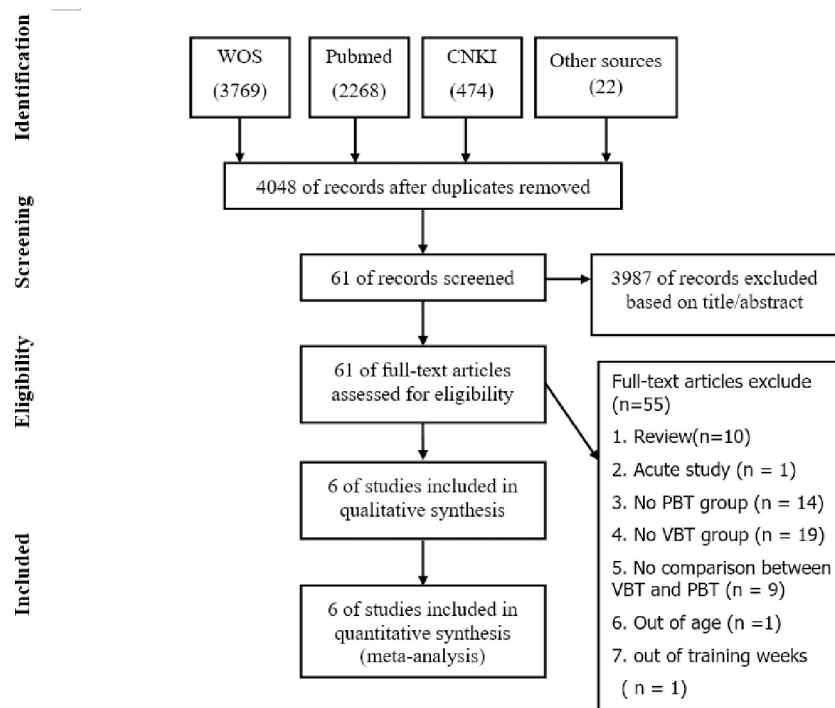 Identification
WOS
(3769)
Pubmed
(2268)
CNKI
(474)
Other sources
(22)
4048 of records after duplicates removed
Screening
61 of records screened
3987 of records excluded
based on title/abstract
Eligibility
61 of full-text articles
assessed for eligibility
Full-text articles exclude
(n=55)
1. Review(n=10)
2. Acute study (n = 1)
3. No PBT group (n = 14)
4. No VBT group (n = 19)
5. No comparison between
VBT and PBT (n = 9)
6. Out of age (n =1)
7. out of training weeks
( n = 1)
Included
6 of studies included in
qualitative synthesis
6 of studies included in
quantitative synthesis
(meta-analysis)